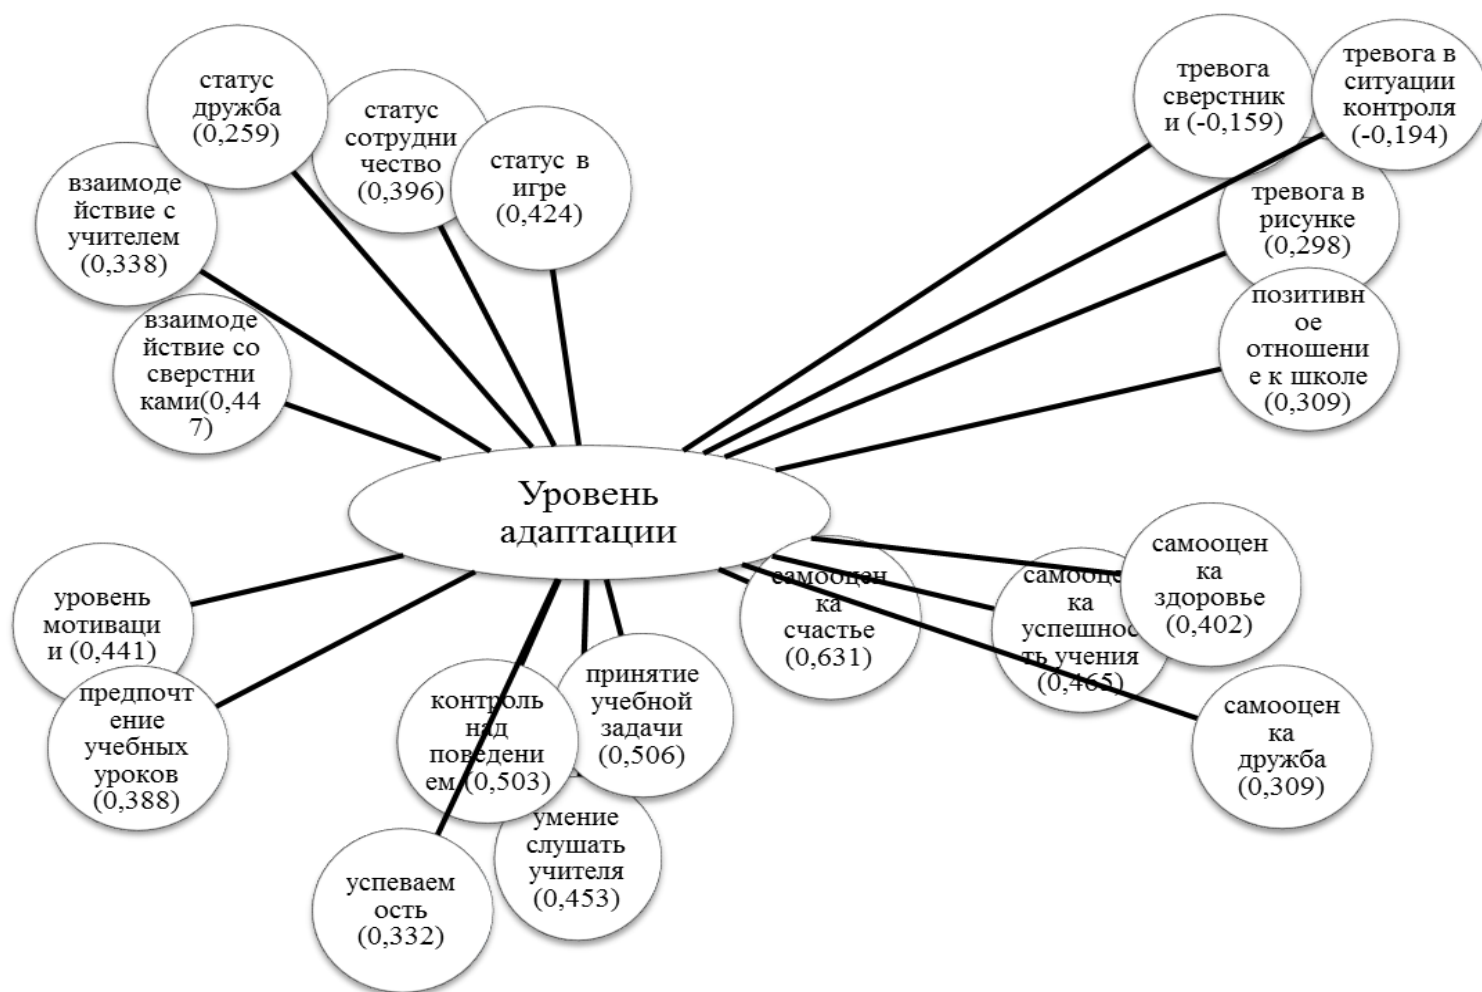 статус
дружба
(0,259)
статус
сотрудни
чество
(0,396)
статус в
игре
(0,424)
взаимоде
йствие с
учителем
(0,338)
взаимоде
йствие со
сверстни
ками(0,44
7)
тревога
сверстник
и (-0,159)
тревога в
ситуации
контроля
(-0,194)
тревога в
рисунке
(0,298)
позитивн
ое
отношени
е к школе
(0,309)
Уровень
адаптации
уровень
мотиваци
и (0,441)
предпочт
ение
учебных
уроков
(0,388)
контроль
над
поведени
ем (0,503)
принятие
учебной
задачи
(0,506)
умение
слушать
учителя
(0,453)
успеваем
ость
(0,332)
самооцен
ка
счастье
(0,631)
самооцен
ка
успешнос
ть учения
(0,465)
самооцен
ка
здоровье
(0,402)
самооцен
ка
дружба
(0,309)